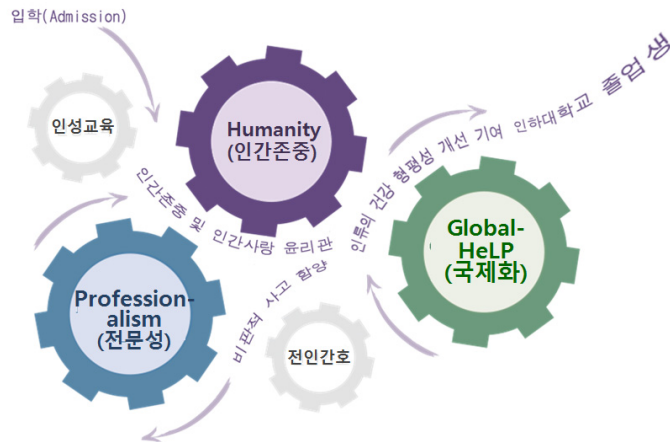 입학(Admission)
인성교육
Humanity
(인간존중)
인간존중 및 인간사랑 윤리관
인류의 건강 형평성 개선 기여 인하대학교 졸업생
Global-
HeLP
(국제화)
Profession-
alism
(전문성)
비판적 사고 함양
전인간호